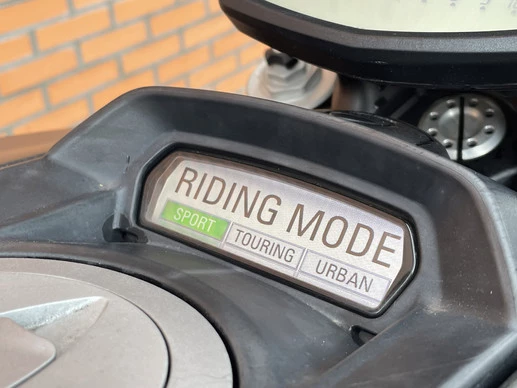 RIDING MODE
SPORT TOURING URBAN